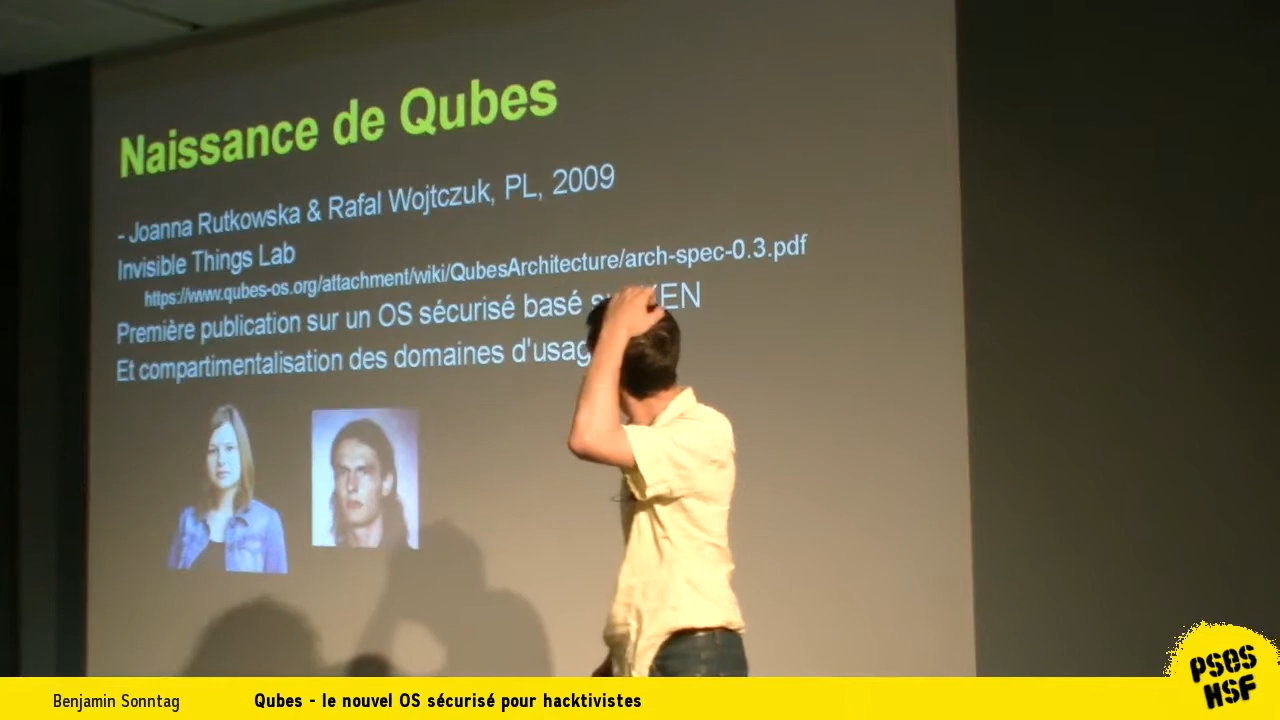 Naissance de Qubes
- Joanna Rutkowska & Rafal Wojtczuk, PL, 2009
Invisible Things Lab
https://www.qubes-os.org/attachment/wiki/QubesArchitecture/arch-spec-0.3.pdf
Première publication sur un OS sécurisé basé EN
Et compartimentalisation des domaines d'usag
Benjamin Sonntag
Qubes - le nouvel OS sécurisé pour hacktivistes
PSES
HSF